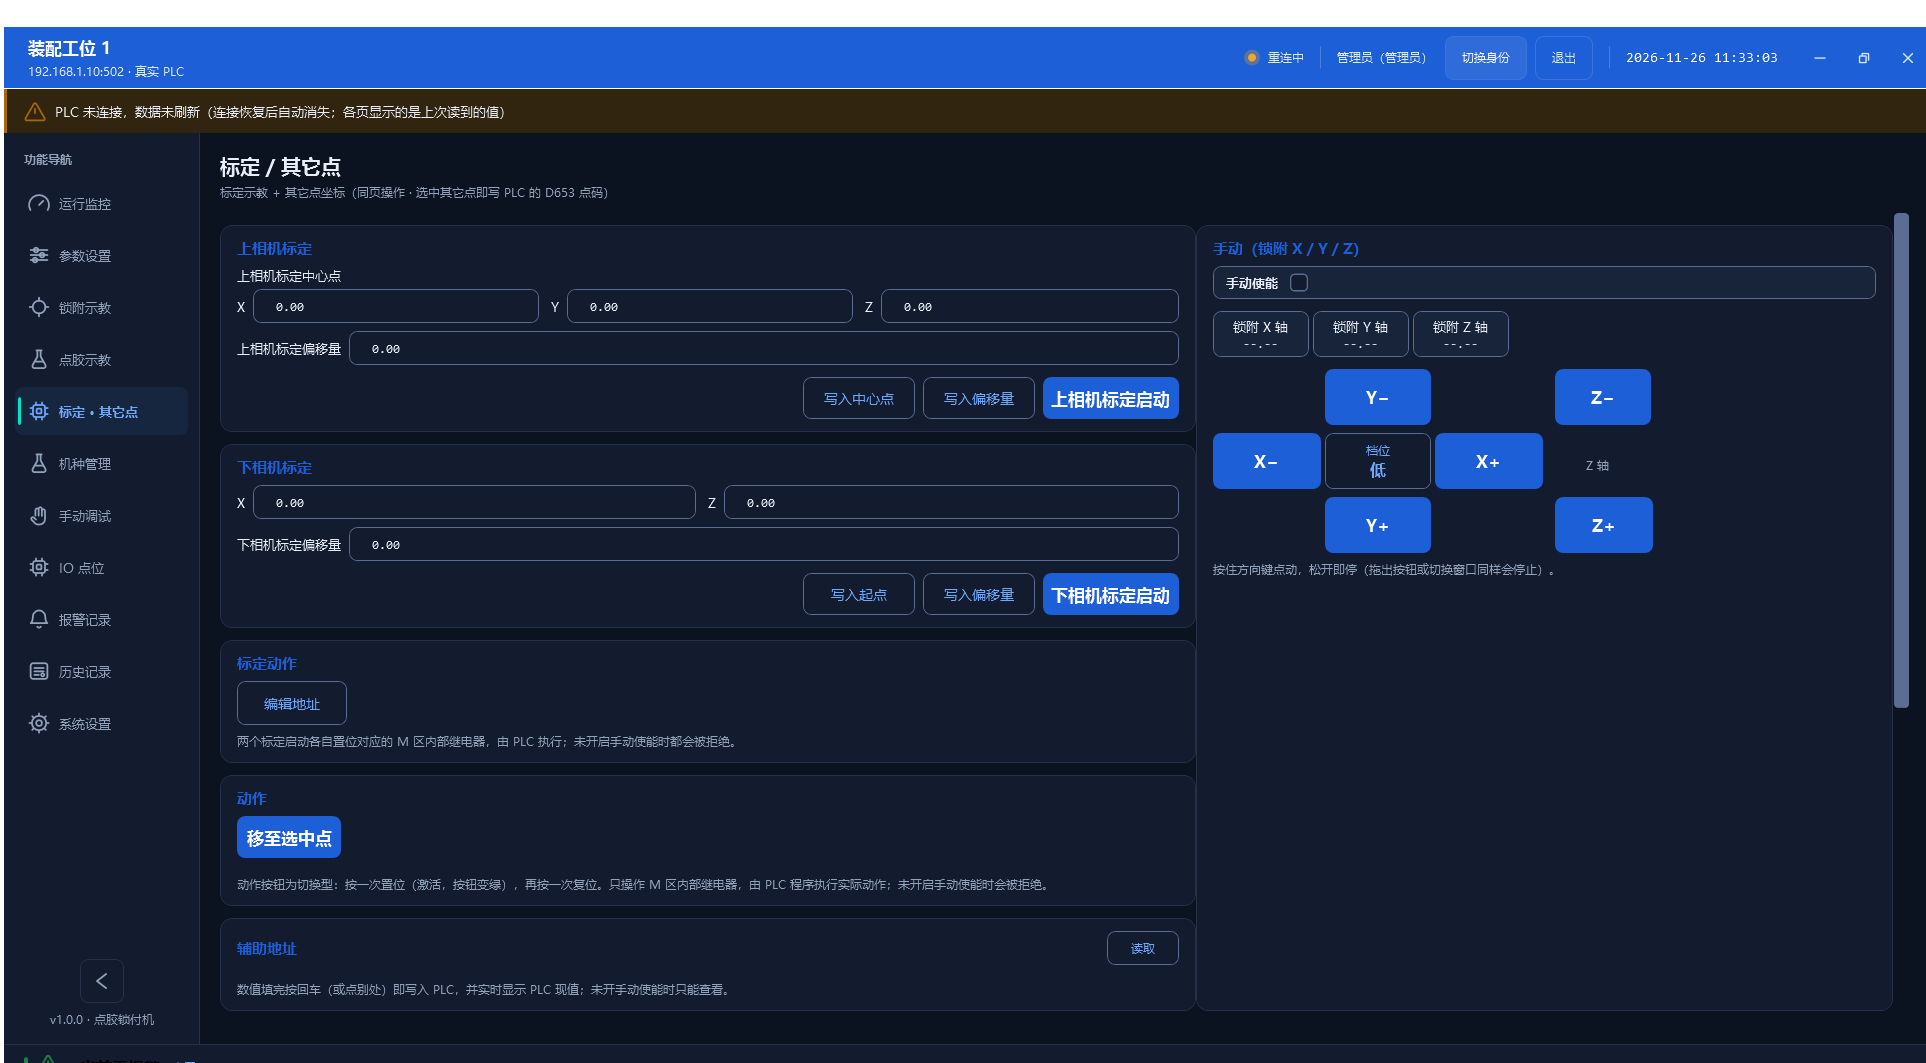 装配工位 1
192.168.1.10:502 · 真实 PLC
重连中
管理员（管理员）
切换身份
退出
2026-11-26 11:33:03
PLC 未连接，数据未刷新（连接恢复后自动消失；各页显示的是上次读到的值）
功能导航
运行监控
参数设置
锁附示教
点胶示教
标定 • 其它点
机种管理
手动调试
IO 点位
报警记录
历史记录
系统设置
v1.0.0 · 点胶锁付机
标定 / 其它点
标定示教 + 其它点坐标（同页操作 · 选中其它点即写 PLC 的 D653 点码）
上相机标定
上相机标定中心点
X 0.00 Y 0.00 Z 0.00
上相机标定偏移量 0.00
写入中心点 写入偏移量 上相机标定启动
下相机标定
X 0.00 Z 0.00
下相机标定偏移量 0.00
写入起点 写入偏移量 下相机标定启动
标定动作
编辑地址
两个标定启动各自置位对应的 M 区内部继电器，由 PLC 执行；未开启手动使能时都会被拒绝。
动作
移至选中点
动作按钮为切换型：按一次置位（激活，按钮变绿），再按一次复位。只操作 M 区内部继电器，由 PLC 程序执行实际动作；未开启手动使能时会被拒绝。
辅助地址
读取
数值填完按回车（或点别处）即写入 PLC，并实时显示 PLC 现值；未开手动使能时只能查看。
手动（锁附 X / Y / Z）
手动使能
锁附 X 轴 锁附 Y 轴 锁附 Z 轴
--.-- --.-- --.--
Y− Z−
X− 档位 低 X+ Z 轴
Y+ Z+
按住方向键点动，松开即停（拖出按钮或切换窗口同样会停止）。